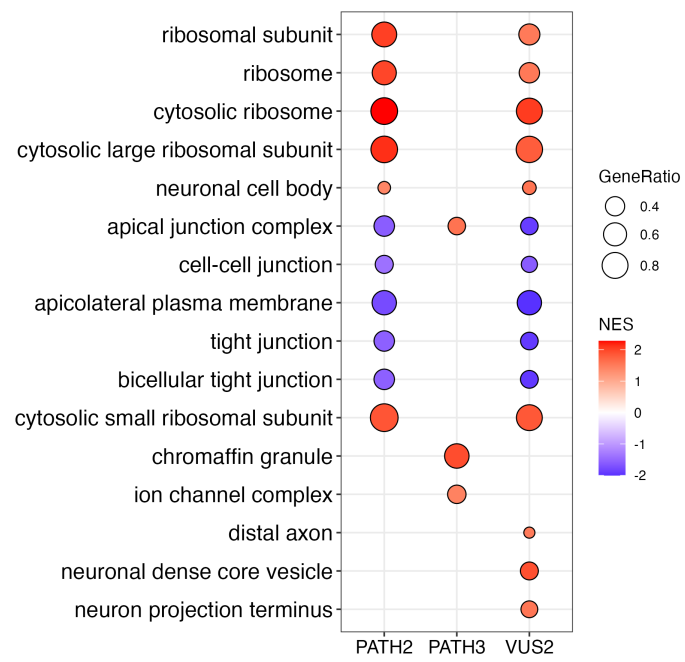 ribosomal subunit
ribosome
cytosolic ribosome
cytosolic large ribosomal subunit
neuronal cell body
apical junction complex
cell-cell junction
apicolateral plasma membrane
tight junction
bicellular tight junction
cytosolic small ribosomal subunit
chromaffin granule
ion channel complex
distal axon
neuronal dense core vesicle
neuron projection terminus
PATH2 PATH3 VUS2
GeneRatio
0.4
0.6
0.8
NES
2
1
0
-1
-2